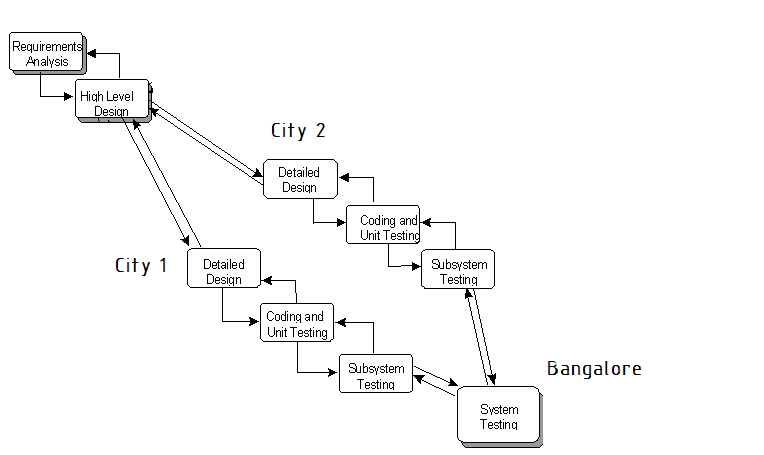 Requirements
Analysis
High Level
Design
City 2
Detailed
Design
Coding and
Unit Testing
Subsystem
Testing
City 1
Detailed
Design
Coding and
Unit Testing
Subsystem
Testing
Bangalore
System
Testing